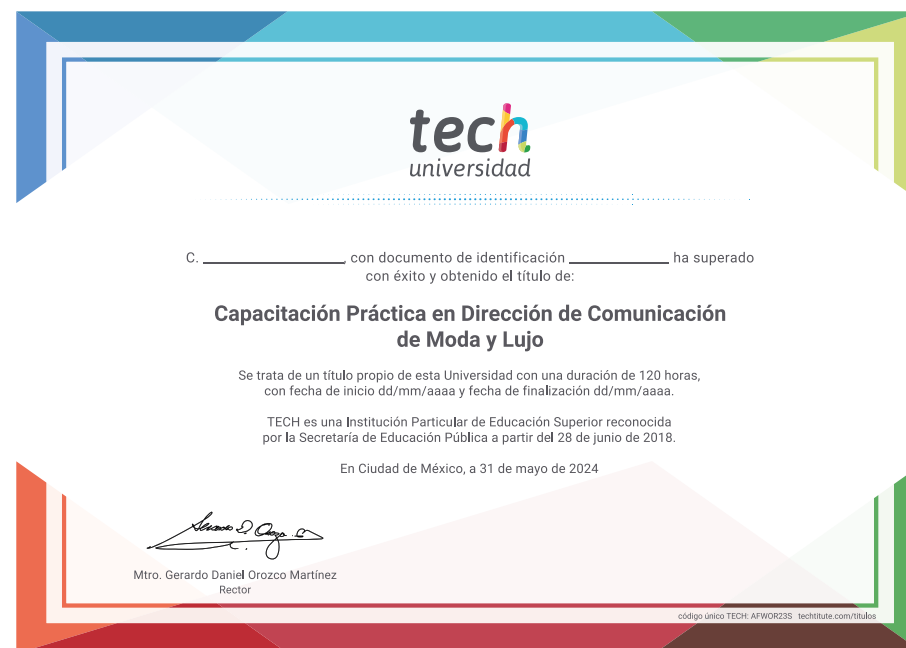 tech
universidad
C. ____________, con documento de identificación ____________ ha superado
con éxito y obtenido el título de:
Capacitación Práctica en Dirección de Comunicación
de Moda y Lujo
Se trata de un título propio de esta Universidad con una duración de 120 horas,
con fecha de inicio dd/mm/aaaa y fecha de finalización dd/mm/aaaa.
TECH es una Institución Particular de Educación Superior reconocida
por la Secretaría de Educación Pública a partir del 28 de junio de 2018.
En Ciudad de México, a 31 de mayo de 2024
Mtro. Gerardo Daniel Orozco Martínez
Rector
código único TECH: AFWOR23S techtitute.com/titulos